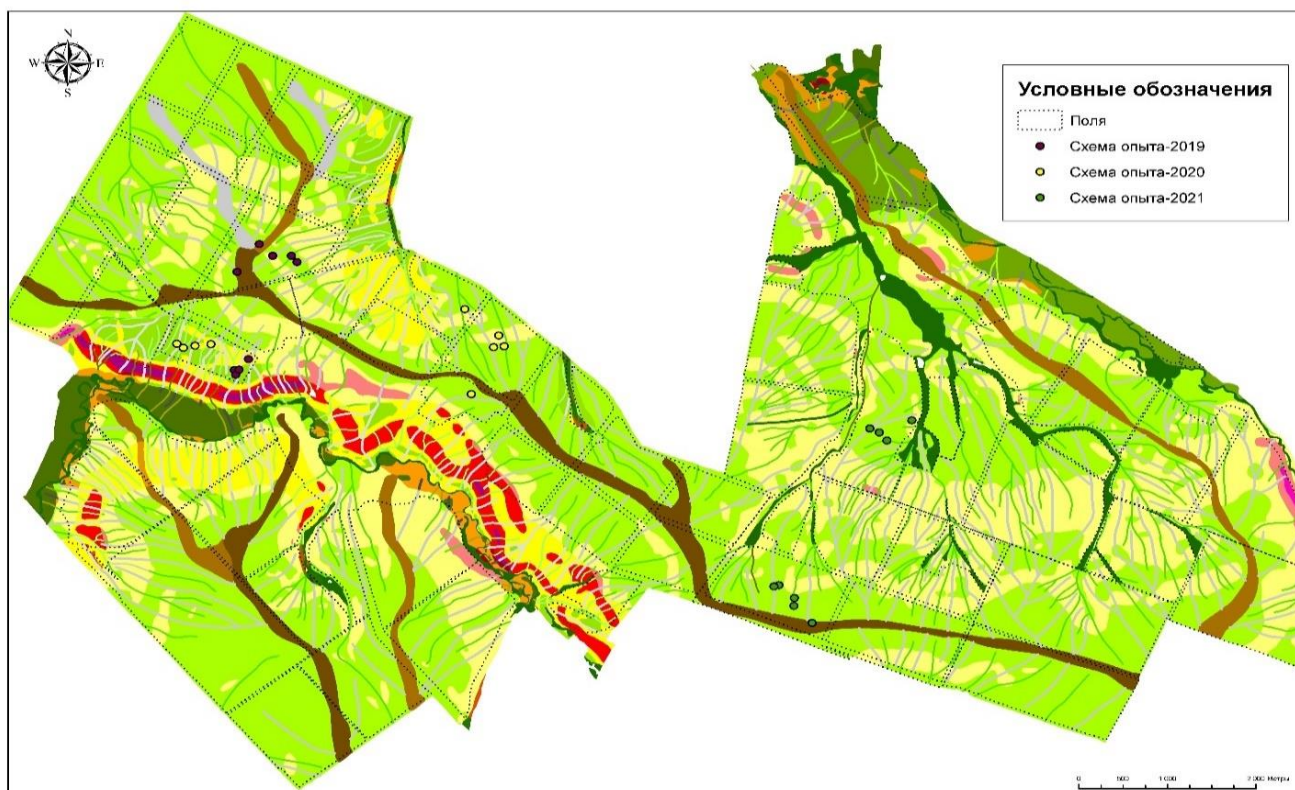 N
W E
S
Условные обозначения
Поля
Схема опыта-2019
Схема опыта-2020
Схема опыта-2021
0 500 1 000 2 000 Метры